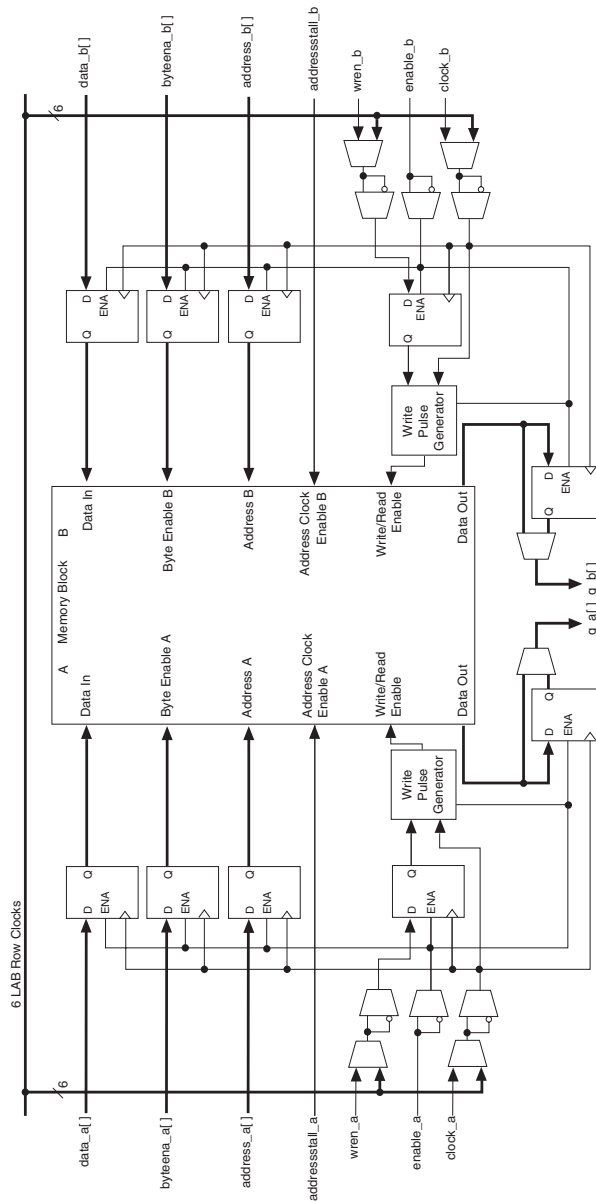 6 LAB Row Clocks
6
6
data_a[ ]
D
ENA
Q
A Memory Block B
Data In
Data In
Q
D
ENA
data_b[ ]
byteena_a[ ]
D
ENA
Q
Byte Enable A
Byte Enable B
Q
D
ENA
byteena_b[ ]
address_a[ ]
D
ENA
Q
Address A
Address B
Q
D
ENA
address_b[ ]
addressstall_a
Address Clock
Enable A
Address Clock
Enable B
addressstall_b
wren_a
enable_a
clock_a
D
ENA
Q
Write
Pulse
Generator
Write/Read
Enable
Write/Read
Enable
Write
Pulse
Generator
Q
D
ENA
wren_b
enable_b
clock_b
Data Out
Data Out
D
ENA
Q
Q
D
ENA
q_a[ ]
q_b[ ]